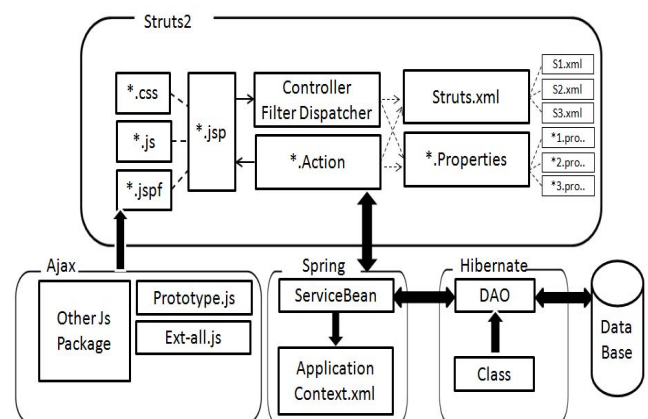 Struts2
*.css
*.js
*.jspf
*.jsp
Controller
Filter Dispatcher
*.Action
Struts.xml
*.Properties
S1.xml
S2.xml
S3.xml
*1.pro..
*2.pro..
*3.pro..
Ajax
Other Js
Package
Prototype.js
Ext-all.js
Spring
ServiceBean
Application
Context.xml
Hibernate
DAO
Class
Data
Base